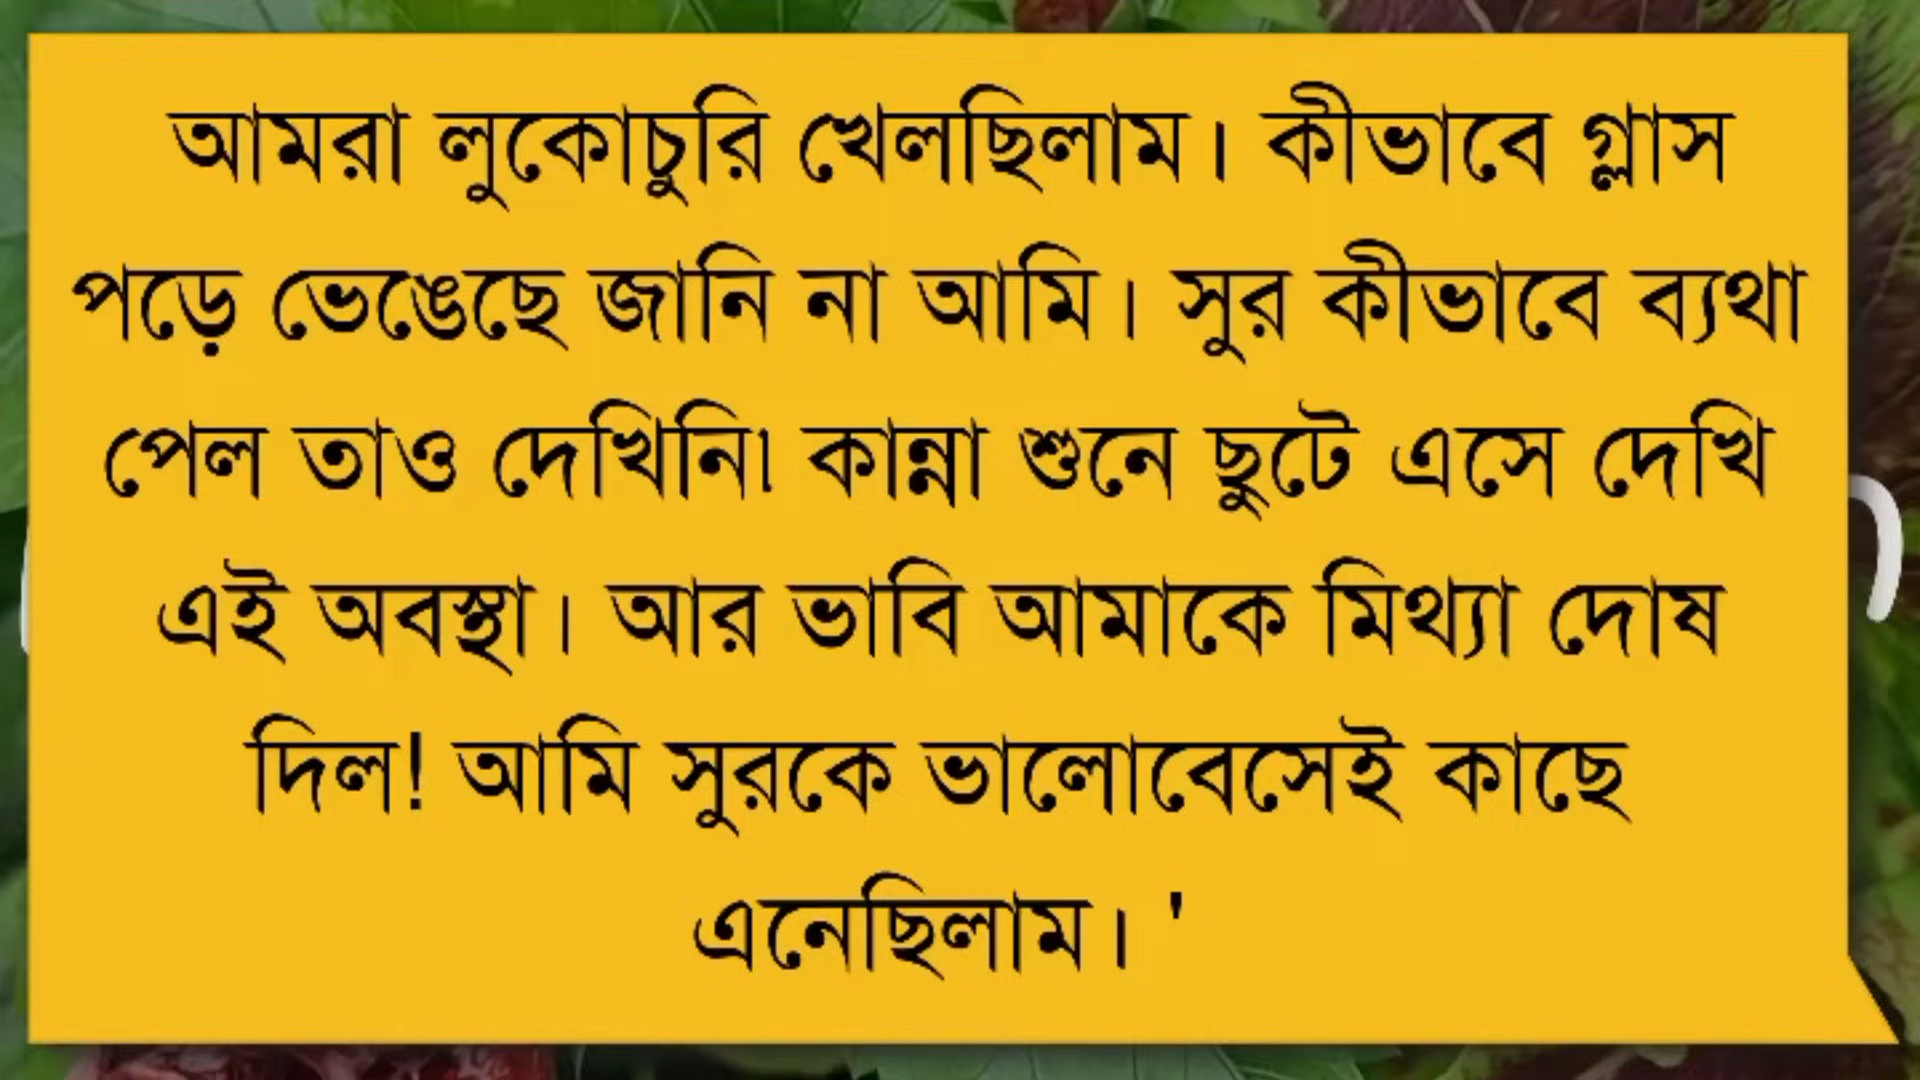 আমরা লুকোচুরি খেলছিলাম। কীভাবে গ্লাস
পড়ে ভেঙেছে জানি না আমি। সুর কীভাবে ব্যথা
পেল তাও দেখিনি৷ কান্না শুনে ছুটে এসে দেখি
এই অবস্থা। আর ভাবি আমাকে মিথ্যা দোষ
দিল! আমি সুরকে ভালোবেসেই কাছে
এনেছিলাম। '